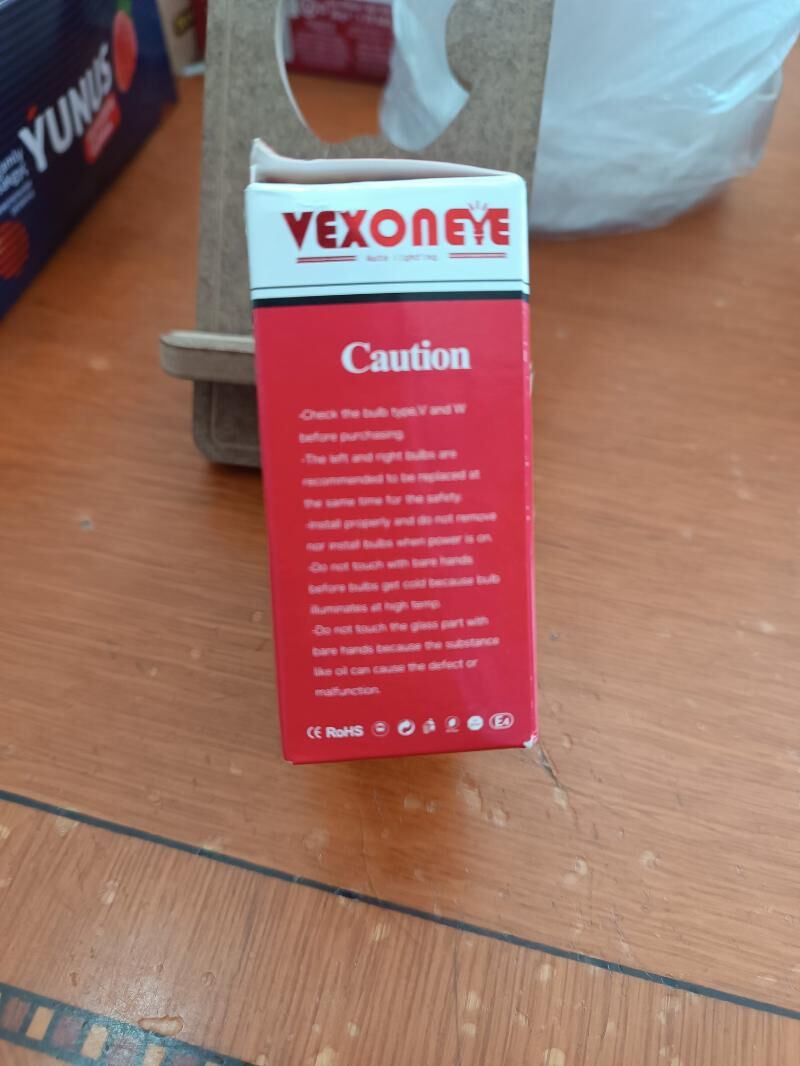 YUNUS
VEXONEYE
Auto lighting
Caution
-Check the bulb type,V and W
before purchasing.
-The left and right bulbs are
recommended to be replaced at
the same time for the safety.
-Install properly and do not remove
nor install bulbs when power is on.
-Do not touch with bare hands
before bulbs get cold because bulb
illuminates at high temp.
-Do not touch the glass part with
bare hands because the substance
like oil can cause the defect or
malfunction.
CE RoHS E4